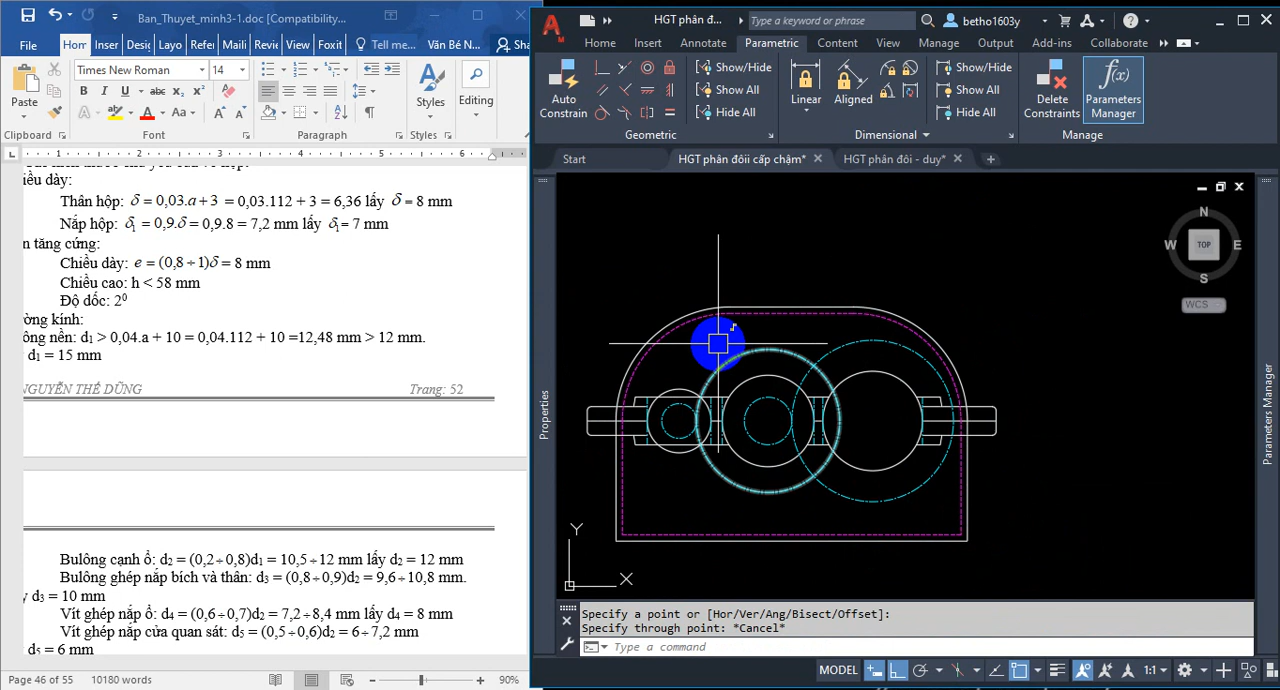 Ban_Thuyet_minh3-1.doc [Compatibility...
File Hom Inser Desig Layo Refer Maili Revie View Foxit Tell me... Văn Bé N... Sha
Times New Roman 14
Paste
B I U abc X₂ X²
Aa A A
Styles
Editing
Clipboard Font Paragraph Styles
1 2 3 4 5 6
iều dày:
Thân hộp: δ = 0,03.a + 3 = 0,03.112 + 3 = 6,36 lấy δ = 8 mm
Nắp hộp: δ₁ = 0,9.δ = 0,9.8 = 7,2 mm lấy δ₁ = 7 mm
n tăng cứng:
Chiều dày: e = (0,8 ÷ 1)δ = 8 mm
Chiều cao: h < 58 mm
Độ dốc: 2⁰
ờng kính:
ông nền: d₁ > 0,04.a + 10 = 0,04.112 + 10 =12,48 mm > 12 mm.
d₁ = 15 mm
NGUYỄN THẾ DŨNG Trang: 52
Bulông cạnh ổ: d₂ = (0,2÷0,8)d₁ = 10,5÷12 mm lấy d₂ = 12 mm
Bulông ghép nắp bích và thân: d₃ = (0,8÷0,9)d₂ = 9,6÷10,8 mm.
y d₃ = 10 mm
Vít ghép nắp ổ: d₄ = (0,6÷0,7)d₂ = 7,2÷8,4 mm lấy d₄ = 8 mm
Vít ghép nắp cửa quan sát: d₅ = (0,5÷0,6)d₂ = 6÷7,2 mm
d₅ = 6 mm
Page 46 of 55 10180 words 90%
HGT phân đ... Type a keyword or phrase betho1603y
Home Insert Annotate Parametric Content View Manage Output Add-ins Collaborate
Auto Constrain
Show/Hide
Show All
Hide All
Linear
Aligned
Show/Hide
Show All
Hide All
Delete Constraints
f(x)
Parameters Manager
Geometric Dimensional Manage
Start HGT phân đôii cấp chậm* HGT phân đôi - duy*
Properties
Parameters Manager
N
W TOP E
S
WCS
Y
X
Specify a point or [Hor/Ver/Ang/Bisect/Offset]:
Specify through point: *Cancel*
Type a command
MODEL 1:1